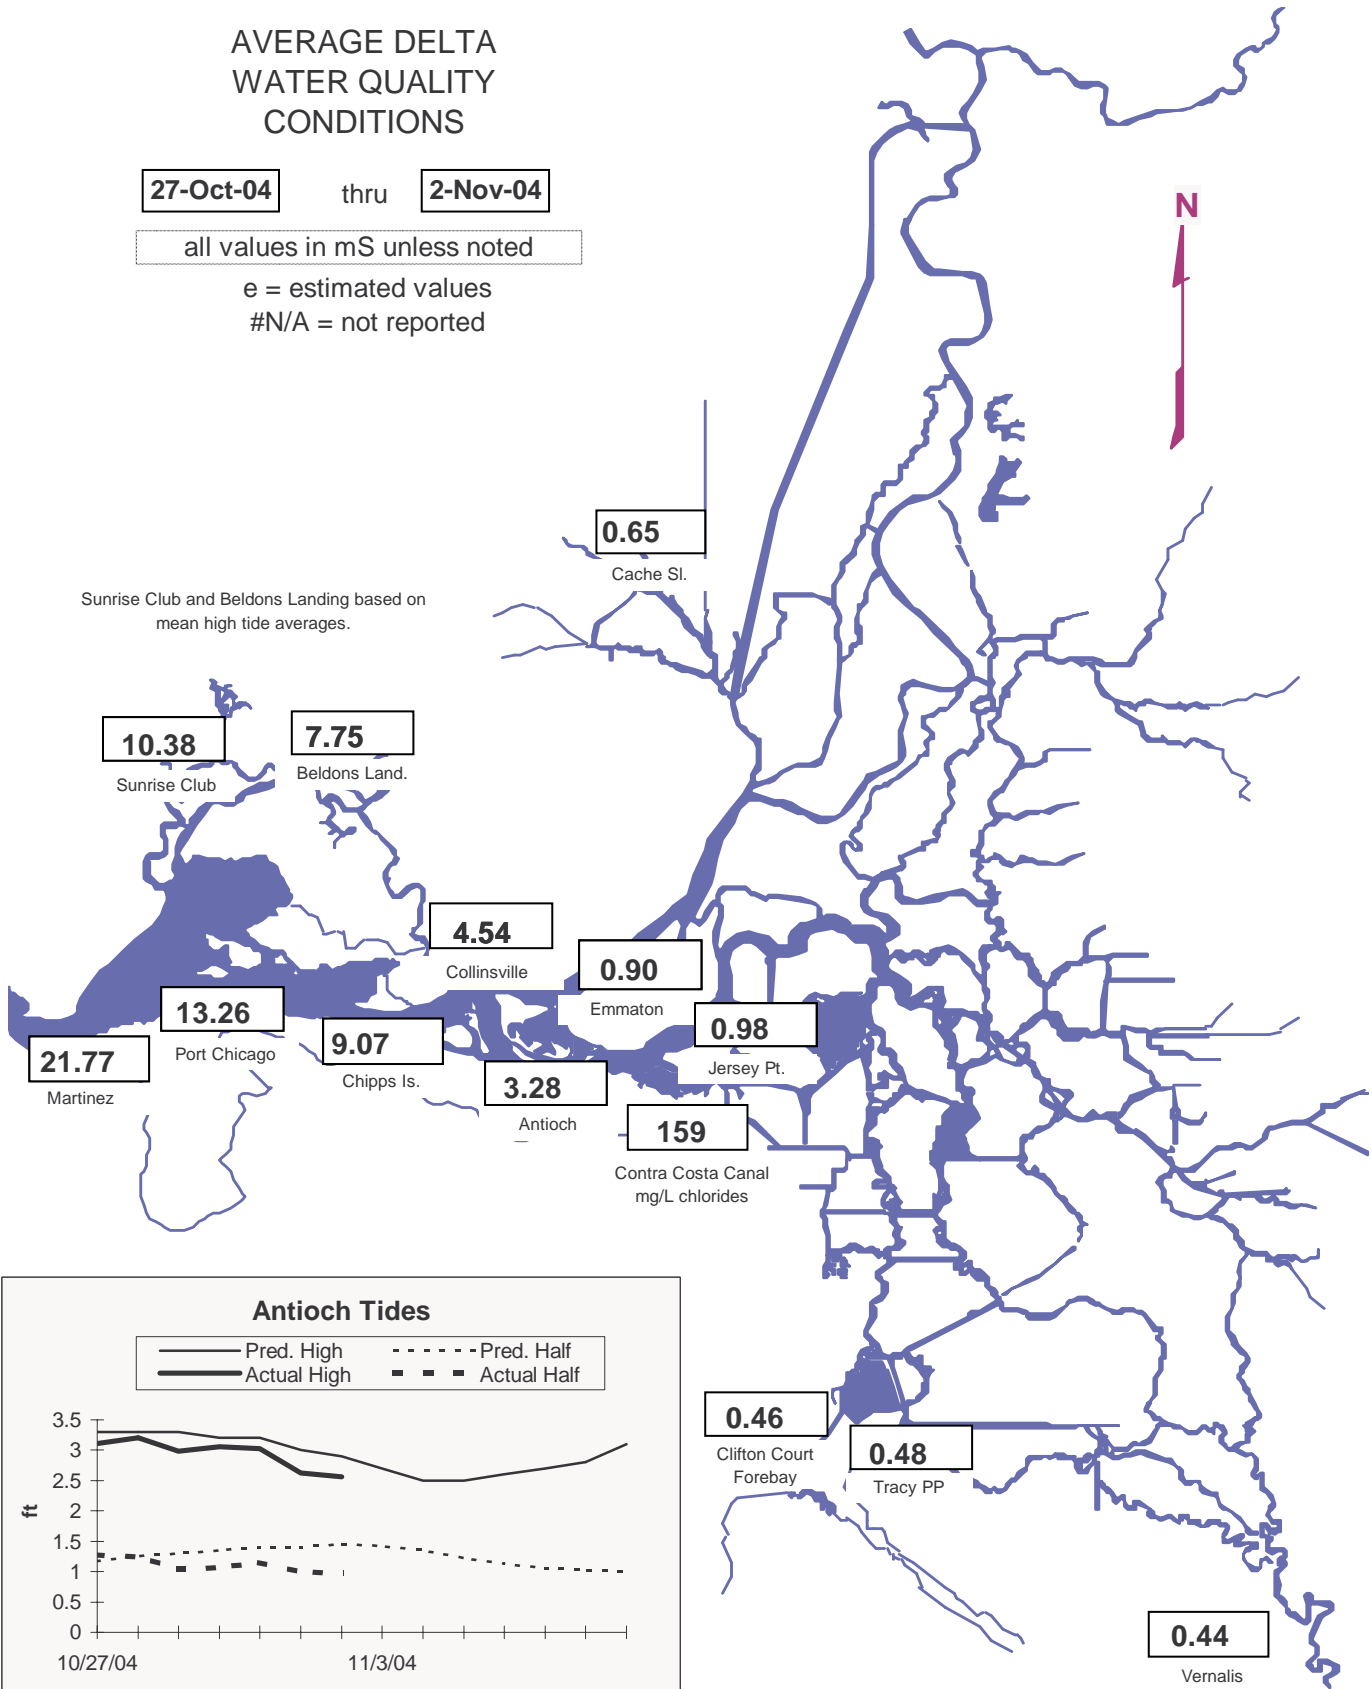 AVERAGE DELTA
WATER QUALITY
CONDITIONS
27-Oct-04 thru 2-Nov-04
all values in mS unless noted
e = estimated values
#N/A = not reported
N
0.65
Cache Sl.
Sunrise Club and Beldons Landing based on
mean high tide averages.
10.38
Sunrise Club
7.75
Beldons Land.
4.54
Collinsville
0.90
Emmaton
13.26
Port Chicago
0.98
Jersey Pt.
21.77
Martinez
9.07
Chipps Is.
3.28
Antioch
159
Contra Costa Canal
mg/L chlorides
Antioch Tides
Pred. High Pred. Half
Actual High Actual Half
3.5
3
2.5
2
1.5
1
0.5
0
ft
10/27/04 11/3/04
0.46
Clifton Court
Forebay
0.48
Tracy PP
0.44
Vernalis